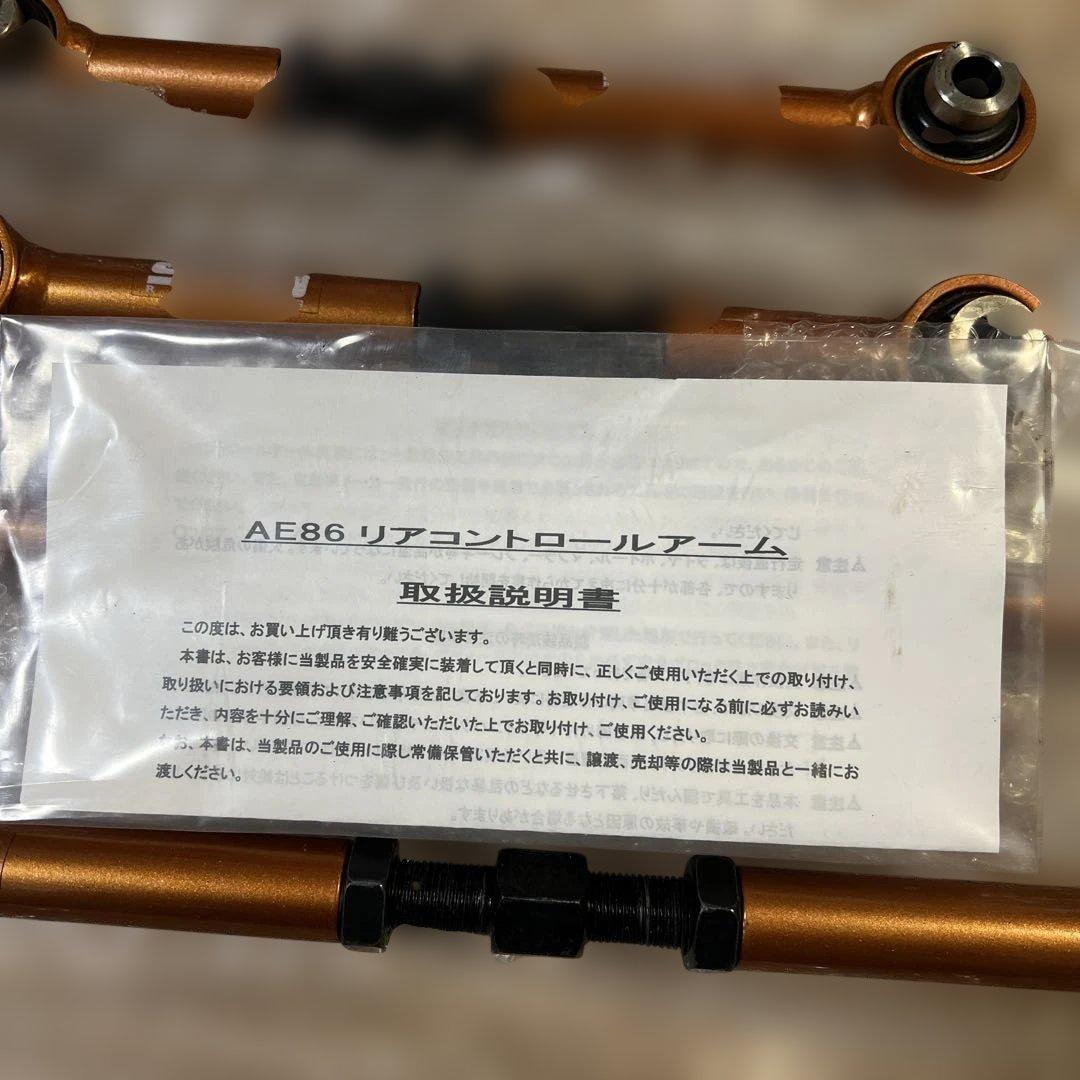 AE86 リアコントロールアーム
取扱説明書
この度は、お買い上げ頂き有り難うございます。
本書は、お客様に当製品を安全確実に装着して頂くと同時に、正しくご使用いただく上での取り付け、
取り扱いにおける要領および注意事項を記しております。お取り付け、ご使用になる前に必ずお読みい
ただき、内容を十分にご理解、ご確認いただいた上でお取り付け、ご使用ください。
なお、本書は、当製品のご使用に際し常備保管いただくと共に、譲渡、売却等の際は当製品と一緒にお
渡しください。